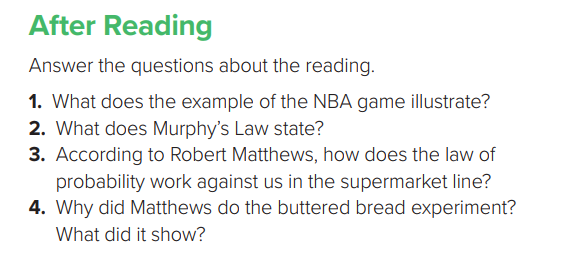 After Reading
Answer the questions about the reading.
1. What does the example of the NBA game illustrate?
2. What does Murphy's Law state?
3. According to Robert Matthews, how does the law of
probability work against us in the supermarket line?
4. Why did Matthews do the buttered bread experiment?
What did it show?